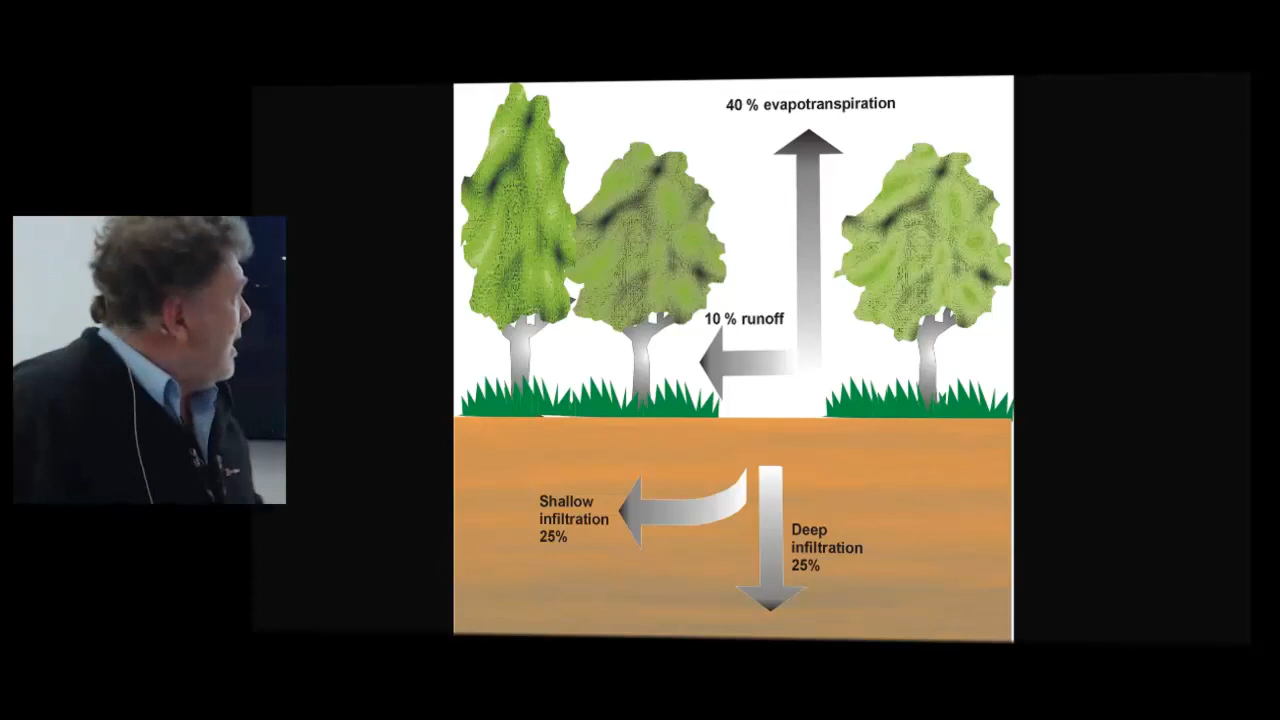 40 % evapotranspiration
10 % runoff
Shallow
infiltration
25%
Deep
infiltration
25%